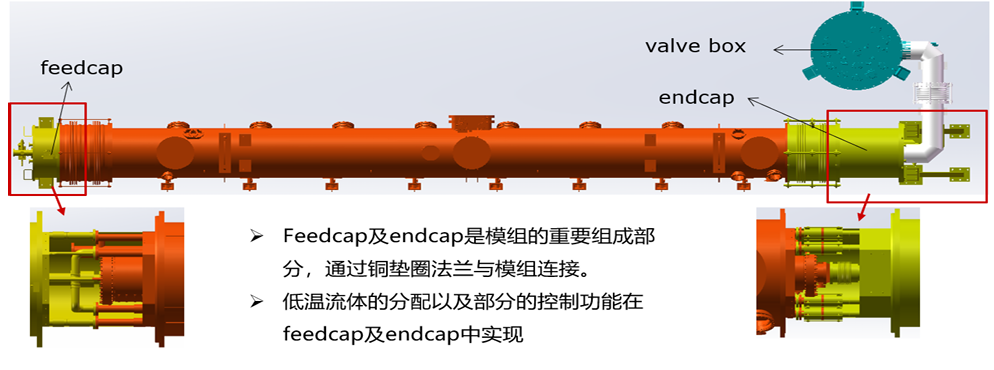 valve box
feedcap
endcap
➢ Feedcap及endcap是模组的重要组成部
分，通过铜垫圈法兰与模组连接。
➢ 低温流体的分配以及部分的控制功能在
feedcap及endcap中实现